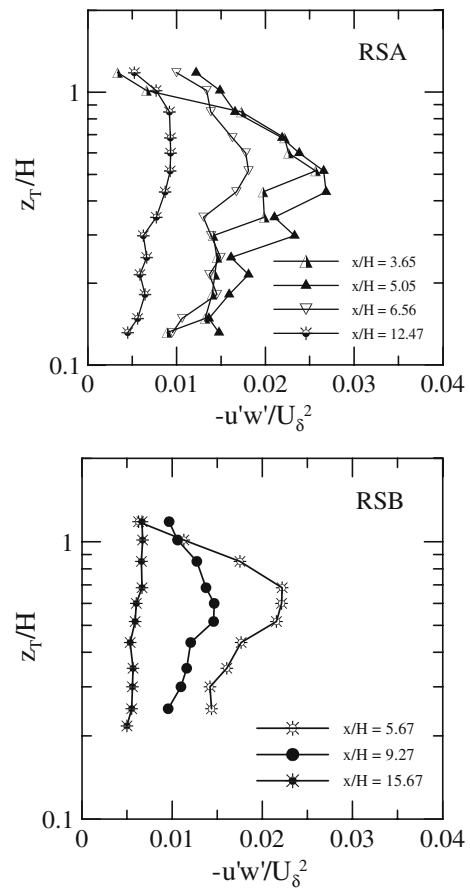 RSA
1
z_T/H
x/H = 3.65
x/H = 5.05
x/H = 6.56
x/H = 12.47
0.1
0 0.01 0.02 0.03 0.04
-u'w'/U_δ^2
RSB
1
z_T/H
x/H = 5.67
x/H = 9.27
x/H = 15.67
0.1
0 0.01 0.02 0.03 0.04
-u'w'/U_δ^2